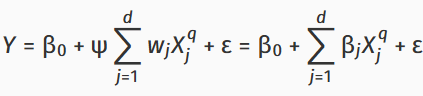 Y = β₀ + ψ ∑_{j=1}^{d} w_j X_j^q + ε = β₀ + ∑_{j=1}^{d} β_j X_j^q + ε